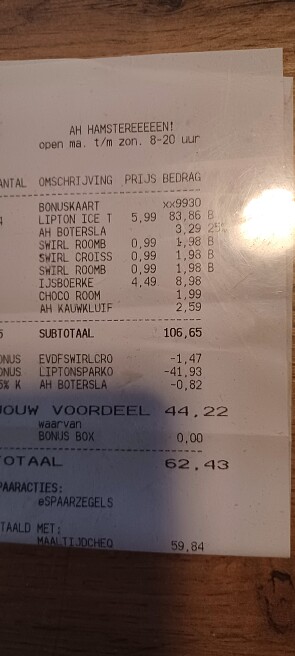 AH HAMSTEREEEEEN!
open ma. t/m zon. 8-20 uur
ANTAL OMSCHRIJVING PRIJS BEDRAG
BONUSKAART xx9930
4 LIPTON ICE T 5,99 83,86 B
AH BOTERSLA 3,29 25%
SWIRL ROOMB 0,99 1,98 B
SWIRL CROISS 0,99 1,98 B
SWIRL ROOMB 0,99 1,98 B
IJSBOERKE 4,49 8,98
CHOCO ROOM 1,99
AH KAUWKLUIF 2,59
5 SUBTOTAAL 106,65
ONUS EVDFSWIRLCRO -1,47
ONUS LIPTONSPARKO -41,93
5% K AH BOTERSLA -0,82
JOUW VOORDEEL 44,22
waarvan
BONUS BOX 0,00
OTAAL 62,43
PAARACTIES:
eSPAARZEGELS
TAALD MET:
MAALTIJDCHEQ 59,84